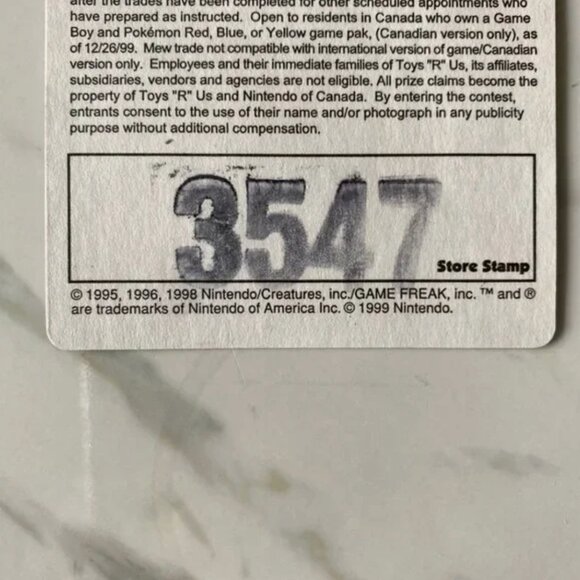 after the trades have been completed for other scheduled appointments who
have prepared as instructed. Open to residents in Canada who own a Game
Boy and Pokémon Red, Blue, or Yellow game pak, (Canadian version only), as
of 12/26/99. Mew trade not compatible with international version of game/Canadian
version only. Employees and their immediate families of Toys "R" Us, its affiliates,
subsidiaries, vendors and agencies are not eligible. All prize claims become the
property of Toys "R" Us and Nintendo of Canada. By entering the contest,
entrants consent to the use of their name and/or photograph in any publicity
purpose without additional compensation.
3547
Store Stamp
© 1995, 1996, 1998 Nintendo/Creatures, inc./GAME FREAK, inc. ™ and ®
are trademarks of Nintendo of America Inc. © 1999 Nintendo.